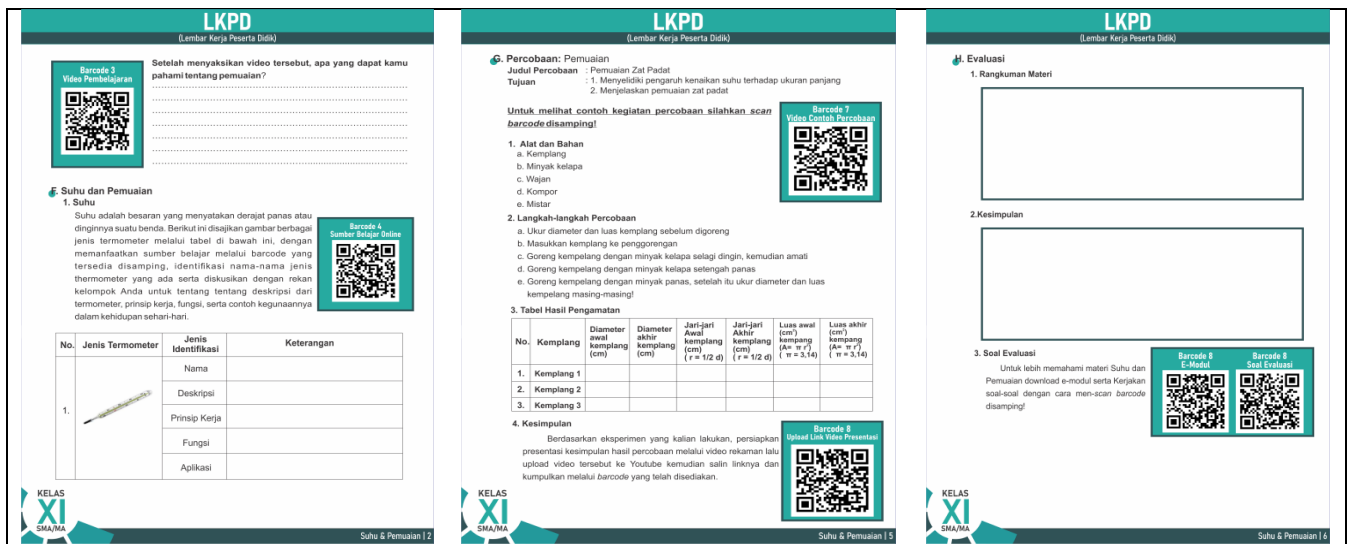 LKPD
(Lembar Kerja Peserta Didik)
Barcode 3
Video Pembelajaran
Setelah menyaksikan video tersebut, apa yang dapat kamu
pahami tentang pemuaian?
F. Suhu dan Pemuaian
1. Suhu
Suhu adalah besaran yang menyatakan derajat panas atau
dinginnya suatu benda. Berikut ini disajikan gambar berbagai
jenis termometer melalui tabel di bawah ini, dengan
memanfaatkan sumber belajar melalui barcode yang
tersedia disamping, identifikasi nama-nama jenis
thermometer yang ada serta diskusikan dengan rekan
kelompok Anda untuk tentang tentang deskripsi dari
termometer, prinsip kerja, fungsi, serta contoh kegunaannya
dalam kehidupan sehari-hari.
Barcode 4
Sumber Belajar Online
No. Jenis Termometer Jenis Identifikasi Keterangan
1.
Nama
Deskripsi
Prinsip Kerja
Fungsi
Aplikasi
KELAS
XI
SMA/MA
Suhu & Pemuaian | 2
LKPD
(Lembar Kerja Peserta Didik)
G. Percobaan: Pemuaian
Judul Percobaan : Pemuaian Zat Padat
Tujuan : 1. Menyelidiki pengaruh kenaikan suhu terhadap ukuran panjang
2. Menjelaskan pemuaian zat padat
Untuk melihat contoh kegiatan percobaan silahkan scan
barcode disamping!
Barcode 7
Video Contoh Percobaan
1. Alat dan Bahan
a. Kemplang
b. Minyak kelapa
c. Wajan
d. Kompor
e. Mistar
2. Langkah-langkah Percobaan
a. Ukur diameter dan luas kemplang sebelum digoreng
b. Masukkan kemplang ke penggorengan
c. Goreng kempelang dengan minyak kelapa selagi dingin, kemudian amati
d. Goreng kempelang dengan minyak kelapa setengah panas
e. Goreng kempelang dengan minyak panas, setelah itu ukur diameter dan luas
kempelang masing-masing!
3. Tabel Hasil Pengamatan
No. Kemplang Diameter awal kemplang (cm) Diameter akhir kemplang (cm) Jari-jari Awal kemplang (cm) ( r = 1/2 d) Jari-jari Akhir kemplang (cm) ( r = 1/2 d) Luas awal (cm²) kempang (A= π r²) ( π = 3,14) Luas akhir (cm²) kempang (A= π r²) ( π = 3,14)
1. Kemplang 1
2. Kemplang 2
3. Kemplang 3
4. Kesimpulan
Berdasarkan eksperimen yang kalian lakukan, persiapkan
presentasi kesimpulan hasil percobaan melalui video rekaman lalu
upload video tersebut ke Youtube kemudian salin linknya dan
kumpulkan melalui barcode yang telah disediakan.
Barcode 8
Upload Link Video Presentasi
KELAS
XI
SMA/MA
Suhu & Pemuaian | 5
LKPD
(Lembar Kerja Peserta Didik)
H. Evaluasi
1. Rangkuman Materi
2.Kesimpulan
3. Soal Evaluasi
Untuk lebih memahami materi Suhu dan
Pemuaian download e-modul serta Kerjakan
soal-soal dengan cara men-scan barcode
disamping!
Barcode 8
E-Modul
Barcode 8
Soal Evaluasi
KELAS
XI
SMA/MA
Suhu & Pemuaian | 6